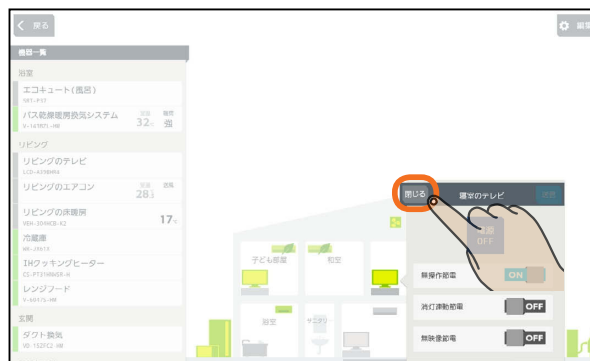 戻る
編集
機器一覧
浴室
エコキュート(風呂)
バス乾燥暖房換気システム
32
強
リビング
リビングのテレビ
リビングのエアコン
28
リビングの床暖房
17
冷蔵庫
IHクッキングヒーター
レンジフード
玄関
ダクト換気
閉じる
寝室のテレビ
電源
OFF
無操作節電
ON
消灯連動節電
OFF
無映像節電
OFF
子ども部屋
和室
浴室